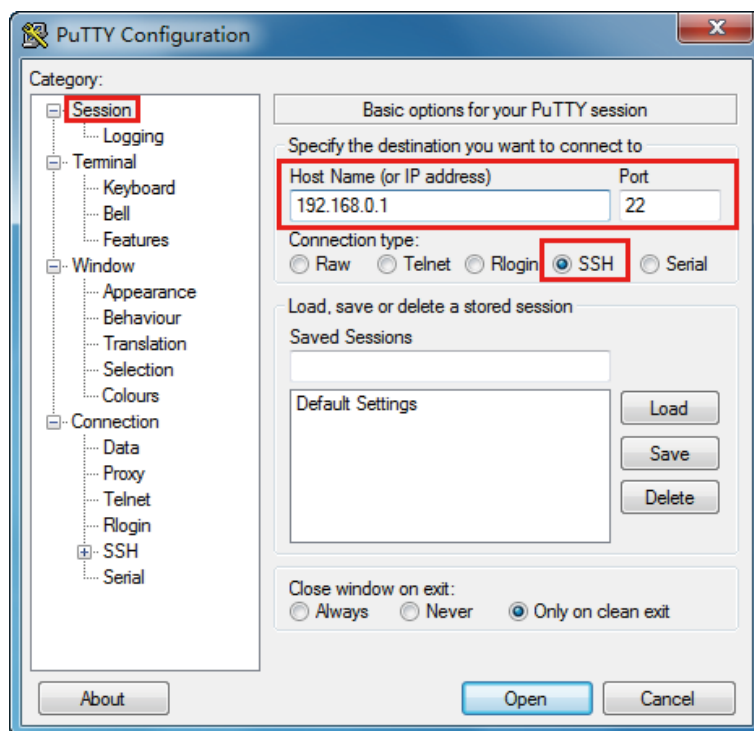 PuTTY Configuration
X
Category:
Session
Logging
Terminal
Keyboard
Bell
Features
Window
Appearance
Behaviour
Translation
Selection
Colours
Connection
Data
Proxy
Telnet
Rlogin
SSH
Serial
Basic options for your PuTTY session
Specify the destination you want to connect to
Host Name (or IP address) Port
192.168.0.1 22
Connection type:
Raw Telnet Rlogin SSH Serial
Load, save or delete a stored session
Saved Sessions
Default Settings
Load
Save
Delete
Close window on exit:
Always Never Only on clean exit
About Open Cancel